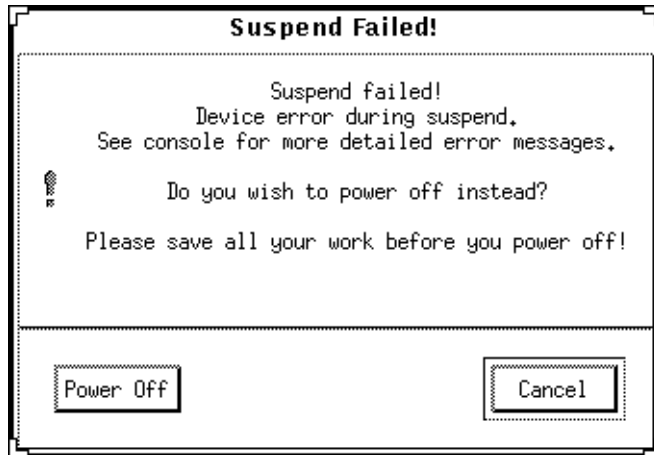 Suspend Failed!
Suspend failed!
Device error during suspend.
See console for more detailed error messages.
Do you wish to power off instead?
Please save all your work before you power off!
Power Off
Cancel